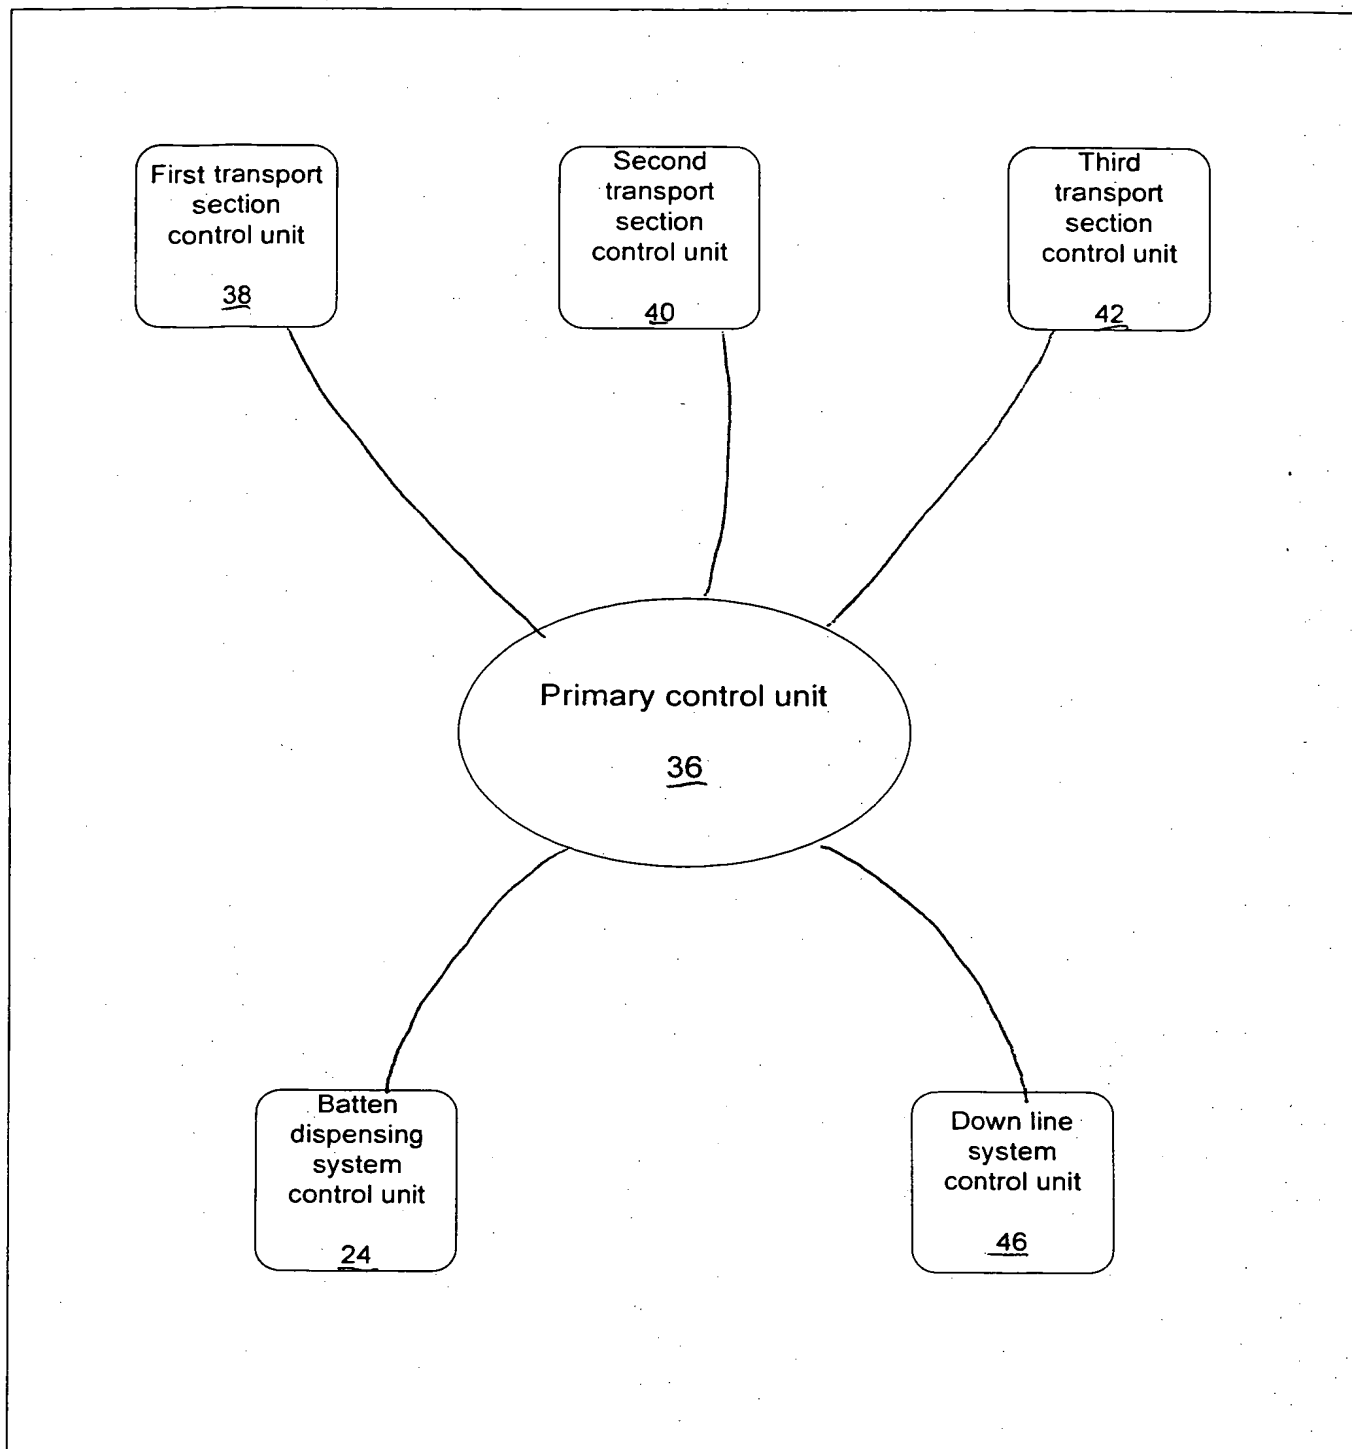 First transport
section
control unit
38
Second
transport
section
control unit
40
Third
transport
section
control unit
42
Primary control unit
36
Batten
dispensing
system
control unit
24
Down line
system
control unit
46